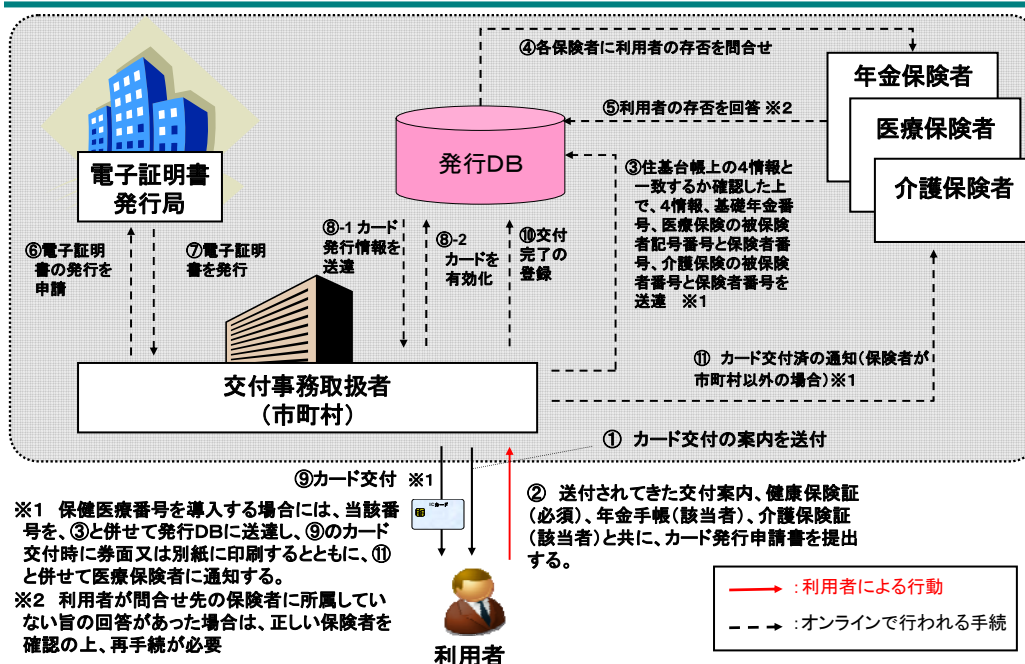 ④各保険者に利用者の存否を問合せ
年金保険者
医療保険者
介護保険者
⑤利用者の存否を回答 ※2
発行DB
電子証明書
発行局
③住基台帳上の4情報と
一致するか確認した上
で、4情報、基礎年金番
号、医療保険の被保険
者記号番号と保険者番
号、介護保険の被保険
者番号と保険者番号を
送達 ※1
⑥電子証明
書の発行を
申請
⑦電子証明
書を発行
⑧-1 カード
発行情報を
送達
⑧-2
カードを
有効化
⑩交付
完了の
登録
⑪ カード交付済の通知(保険者が
市町村以外の場合)※1
交付事務取扱者
(市町村)
① カード交付の案内を送付
⑨カード交付 ※1
ICカード
② 送付されてきた交付案内、健康保険証
(必須)、年金手帳(該当者)、介護保険証
(該当者)と共に、カード発行申請書を提出
する。
※1 保健医療番号を導入する場合には、当該番
号を、③と併せて発行DBに送達し、⑨のカード
交付時に券面又は別紙に印刷するとともに、⑪
と併せて医療保険者に通知する。
※2 利用者が問合せ先の保険者に所属してい
ない旨の回答があった場合は、正しい保険者を
確認の上、再手続が必要
利用者
:利用者による行動
:オンラインで行われる手続